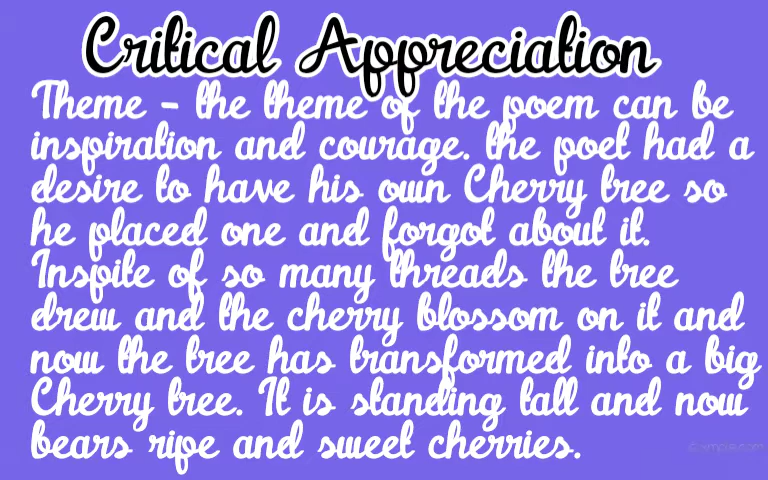 Critical Appreciation
Theme - the theme of the poem can be
inspiration and courage. the poet had a
desire to have his own Cherry tree so
he placed one and forgot about it.
Inspite of so many threads the tree
drew and the cherry blossom on it and
now the tree has transformed into a big
Cherry tree. It is standing tall and now
bears ripe and sweet cherries.